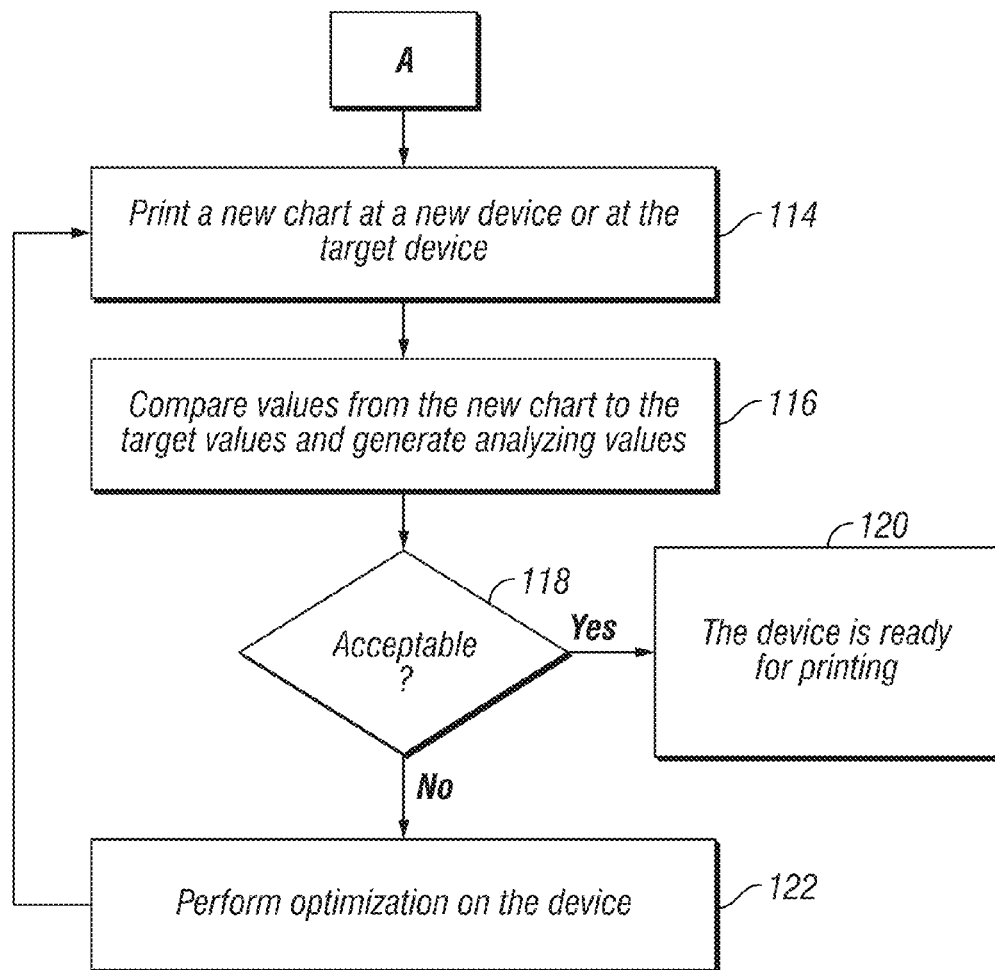 A
Print a new chart at a new device or at the
target device
114
Compare values from the new chart to the
target values and generate analyzing values
116
118
Acceptable
?
Yes
120
The device is ready
for printing
No
Perform optimization on the device
122